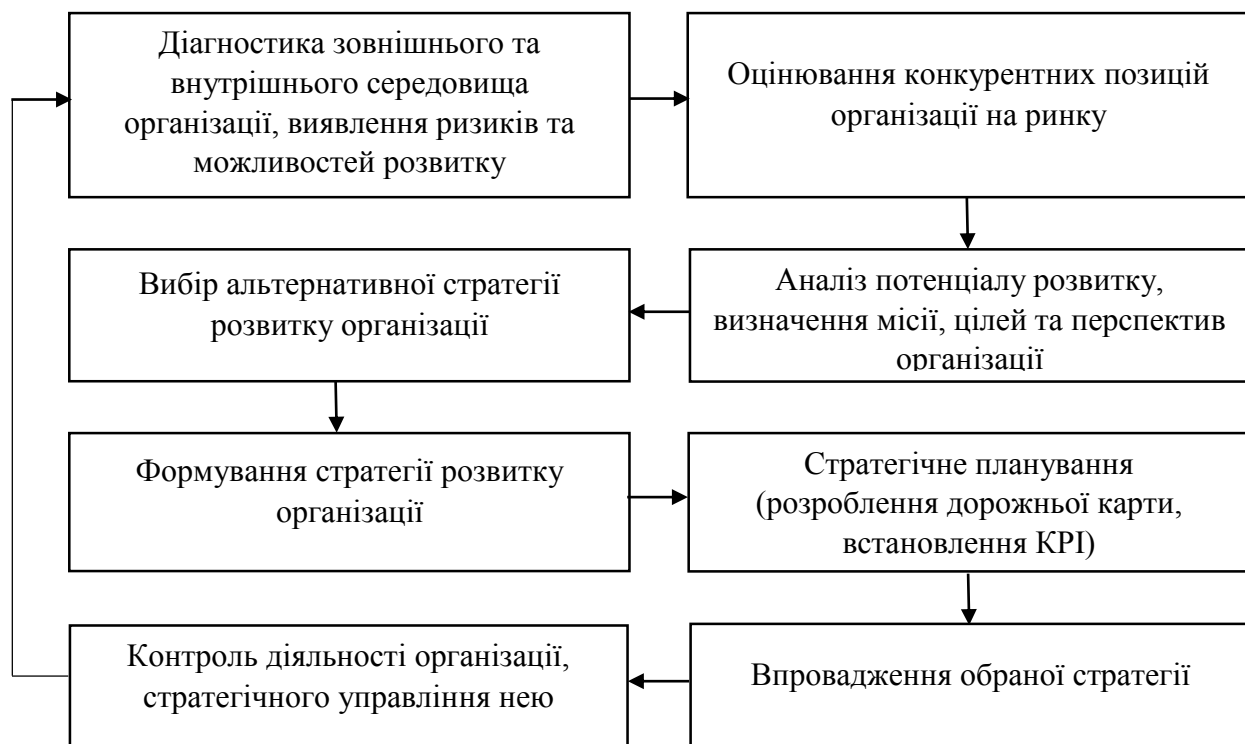 Діагностика зовнішнього та
внутрішнього середовища
організації, виявлення ризиків та
можливостей розвитку
Оцінювання конкурентних позицій
організації на ринку
Аналіз потенціалу розвитку,
визначення місії, цілей та перспектив
організації
Вибір альтернативної стратегії
розвитку організації
Формування стратегії розвитку
організації
Стратегічне планування
(розроблення дорожньої карти,
встановлення КРІ)
Впровадження обраної стратегії
Контроль діяльності організації,
стратегічного управління нею